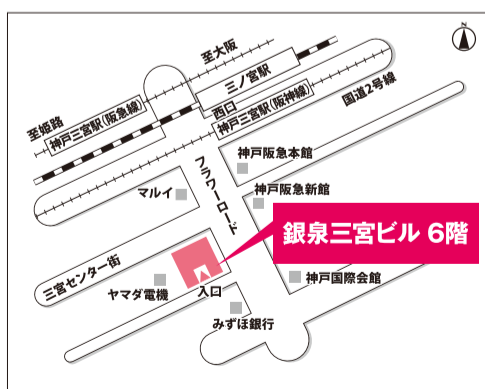 N
至大阪
三ノ宮駅
西口
至姫路
神戸三宮駅(阪急線)
神戸三宮駅(阪神線)
国道2号線
フラワーロード
神戸阪急本館
マルイ
神戸阪急新館
銀泉三宮ビル 6階
三宮センター街
ヤマダ電機
入口
神戸国際会館
みずほ銀行